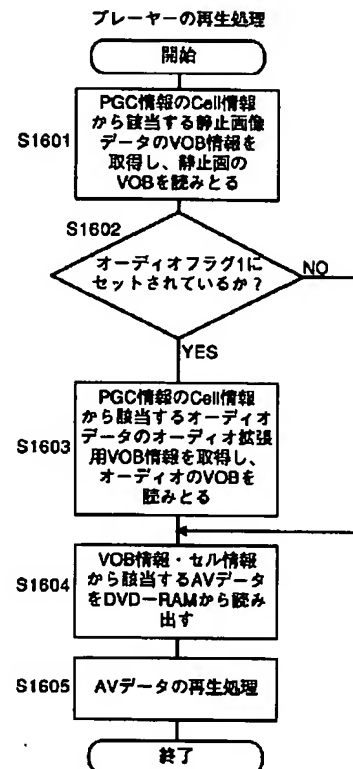 プレーヤーの再生処理
開始
S1601
PGC情報のCell情報
から該当する静止画像
データのVOB情報を
取得し、静止画の
VOBを読みとる
S1602
オーディオフラグ1に
セットされているか？
NO
YES
S1603
PGC情報のCell情報
から該当するオーディオ
データのオーディオ拡張
用VOB情報を取得し、
オーディオのVOBを
読みとる
S1604
VOB情報・セル情報
から該当するAVデータ
をDVD－RAMから読み
出す
S1605
AVデータの再生処理
終了